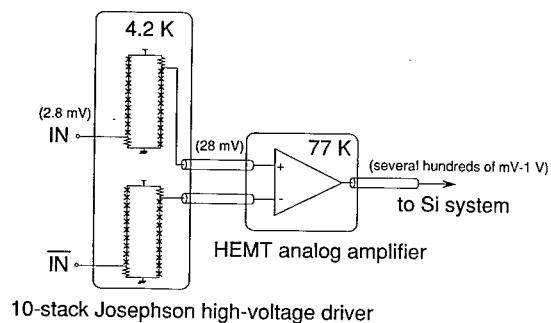 4.2 K
(2.8 mV)
IN
(28 mV)
77 K
(several hundreds of mV-1 V)
+
-
to Si system
HEMT analog amplifier
IN
10-stack Josephson high-voltage driver